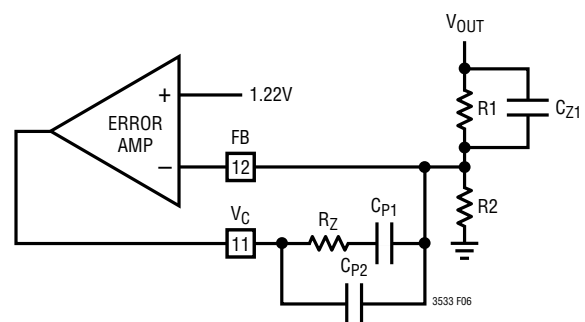 VOUT
+
1.22V
ERROR
AMP
FB
12
−
R1
CZ1
R2
VC
11
RZ
CP1
CP2
3533 F06